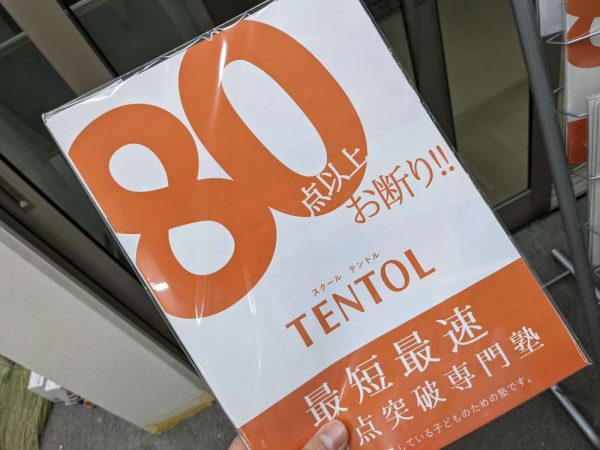 80
点以上
お断り!!
スクール テントル
TENTOL
最短最速
点突破専門塾
している子どものための塾です。